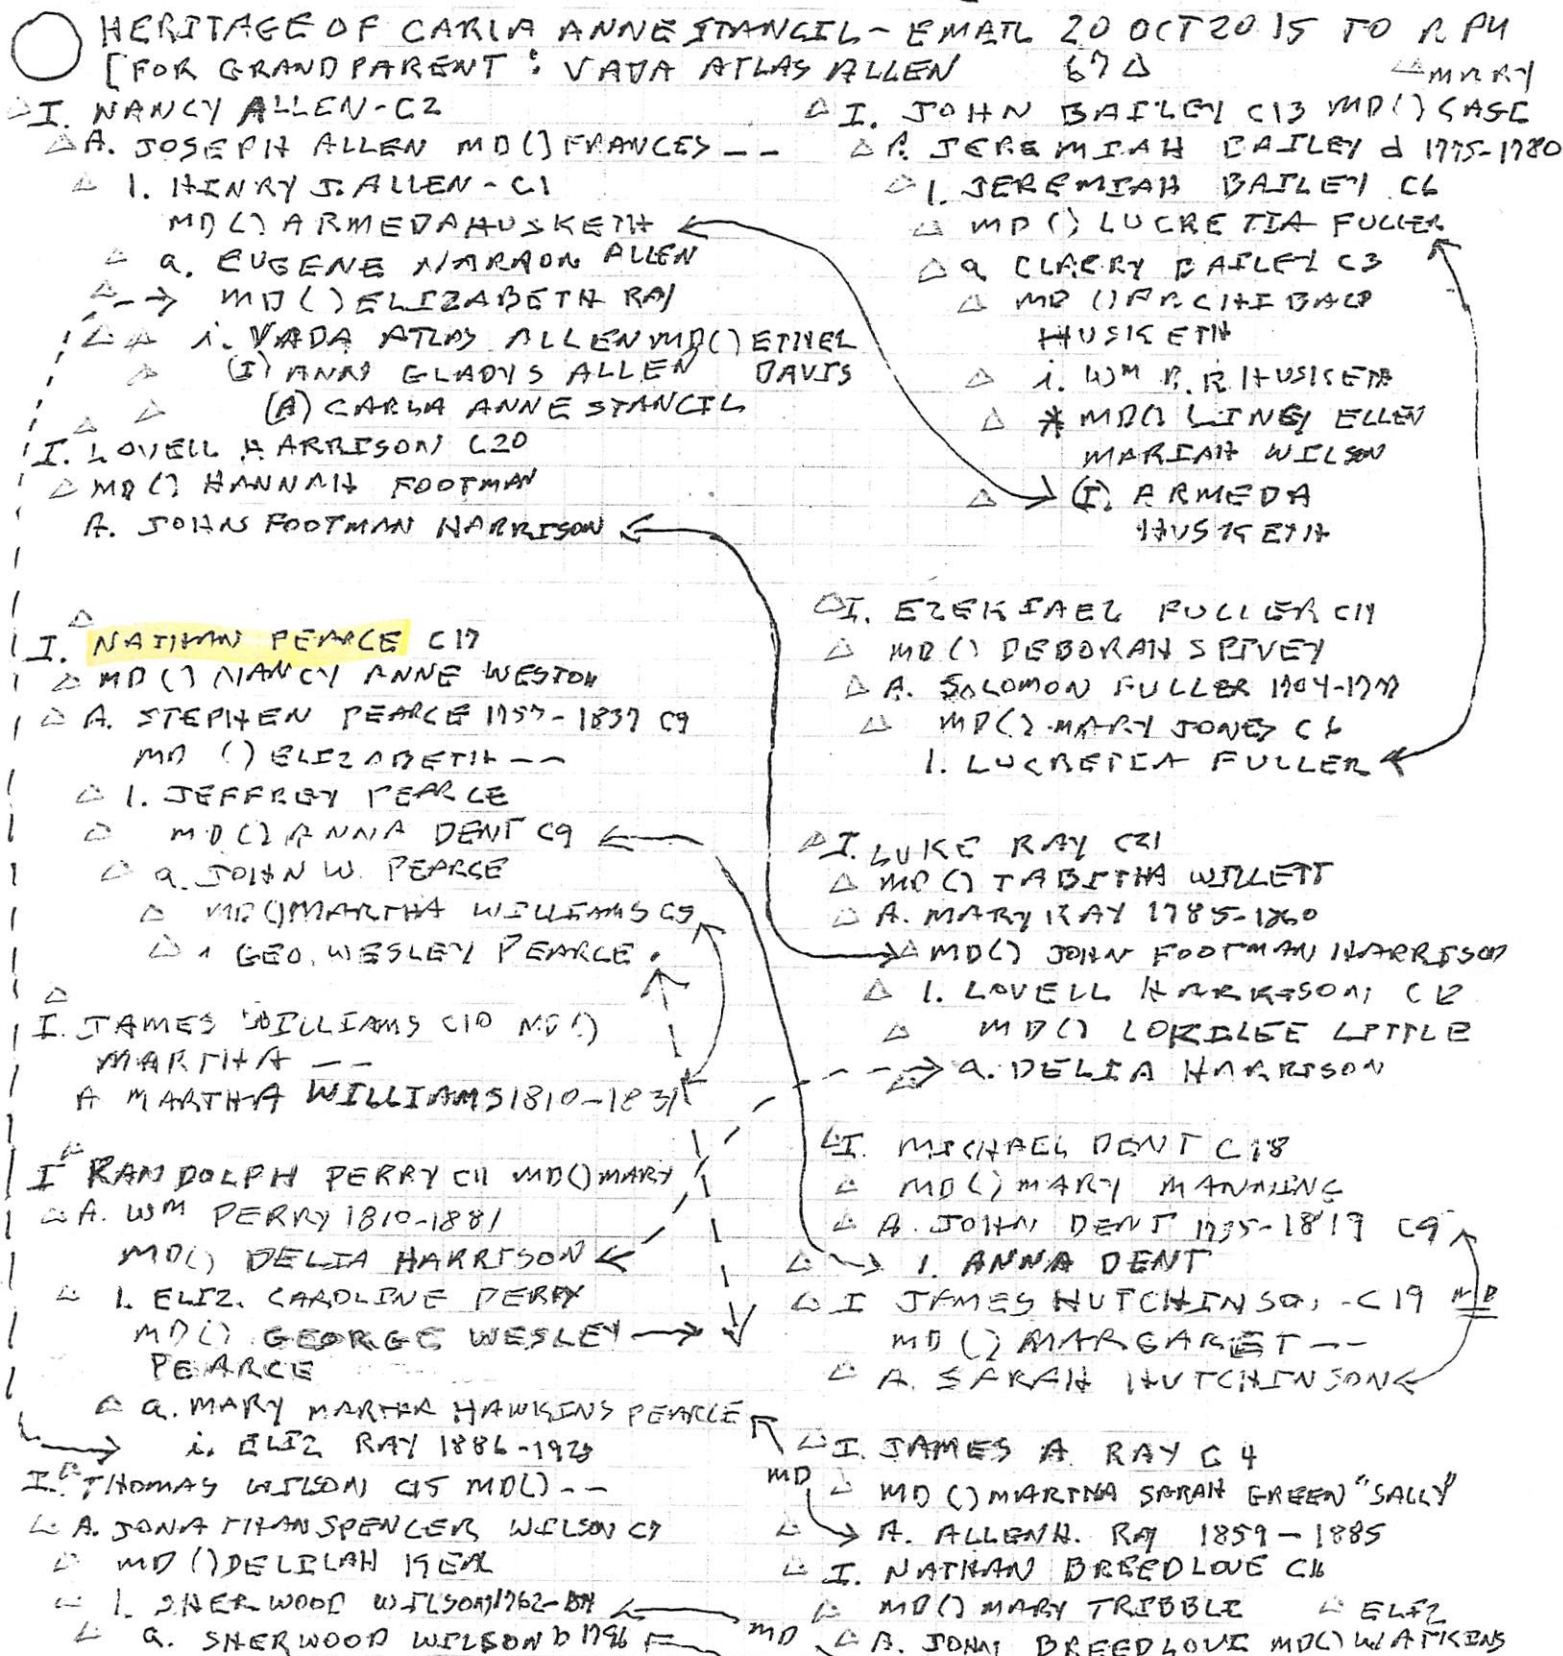 HERITAGE OF CARLA ANNE STANCIL - EMAIL 20 OCT 2015 TO RPH
[FOR GRANDPARENT: VADA ATLAS ALLEN 67 Δ
I. NANCY ALLEN - C2
A. JOSEPH ALLEN MD() FRANCES --
1. HENRY J. ALLEN - C1
MD() ARMEDA HUSKETH
a. EUGENE NARRON ALLEN
MD() ELIZABETH RAY
i. VADA ATLAS ALLEN MD() ETHEL DAVIS
(I) ANN GLADYS ALLEN
(A) CARLA ANNE STANCIL
I. LOVELL HARRISON C20
MD() HANNAH FOOTMAN
A. JOHN FOOTMAN HARRISON
I. NATHAN PEARCE C17
MD() NANCY ANNE WESTON
A. STEPHEN PEARCE 1757-1837 C9
MD () ELIZABETH --
1. JEFFREY PEARCE
MD() ANNA DENT C9
a. JOHN W. PEARCE
MD() MARTHA WILLIAMS C5
i GEO. WESLEY PEARCE
I. JAMES WILLIAMS C10 MD()
MARTHA --
A MARTHA WILLIAMS 1810-1831
I RANDOLPH PERRY C11 MD() MARY
A. WM PERRY 1810-1881
MD() DELIA HARRISON
1. ELIZ. CAROLINE PERRY
MD() GEORGE WESLEY
PEARCE
a. MARY MARTHA HAWKINS PEARCE
i. ELIZ RAY 1886-1928
I. THOMAS WILSON C15 MD() --
A. JONATHAN SPENCER WILSON C7
MD () DELILAH KEAL
1. SHERWOOD WILSON 1762-
a. SHERWOOD WILSON b 1786
MARY
I. JOHN BAILEY C13 MD() CASE
A. JEREMIAH BAILEY d 1775-1780
1. JEREMIAH BAILEY C6
MD () LUCRETIA FULLER
a CLARRY BAILEY C3
MD () ARCHIBALD
HUSKETH
i. WM R. R HUSKETH
* MD() LINEY ELLEN
MARIAH WILSON
(I) ARMEDA
HUSKETH
I. EZEKIAEL FULLER C14
MD() DEBORAH SPIVEY
A. SOLOMON FULLER 1704-
MD() MARY JONES C6
1. LUCRETIA FULLER
I. LUKE RAY C21
MD() TABITHA WILLETT
A. MARY RAY 1785-1860
MD() JOHN FOOTMAN HARRISON
1. LOVELL HARRISON C12
MD() LORILEE LITTLE
a. DELIA HARRISON
I. MICHAEL DENT C18
MD() MARY MANNING
A. JOHN DENT 1735-1819 C9
1. ANNA DENT
I JAMES HUTCHINSON - C19 MD
MD() MARGARET --
A. SARAH HUTCHINSON
I. JAMES A RAY C4
MD MD() MARTHA SARAH GREEN "SALLY"
A. ALLEN H. RAY 1859-1885
I. NATHAN BREEDLOVE C16
MD() MARY TRIBBLE ELIZ
MD A. JOHN BREEDLOVE MD() WATKINS